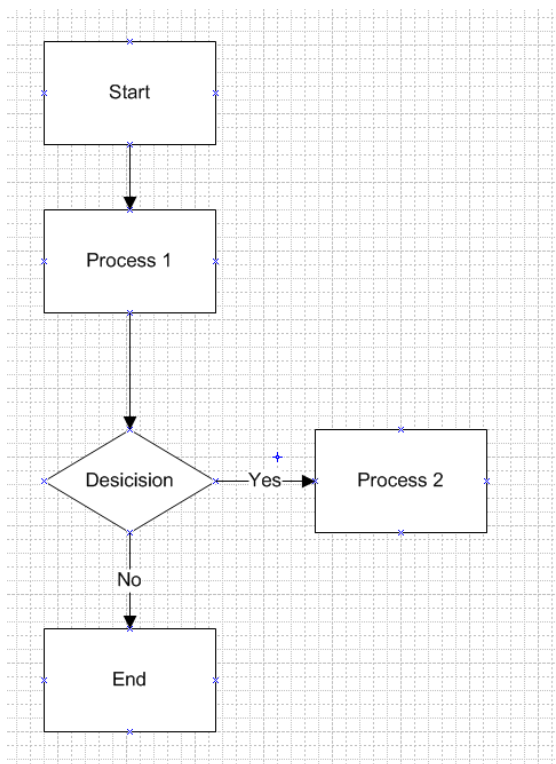 Start
Process 1
Desicision
Yes
Process 2
No
End